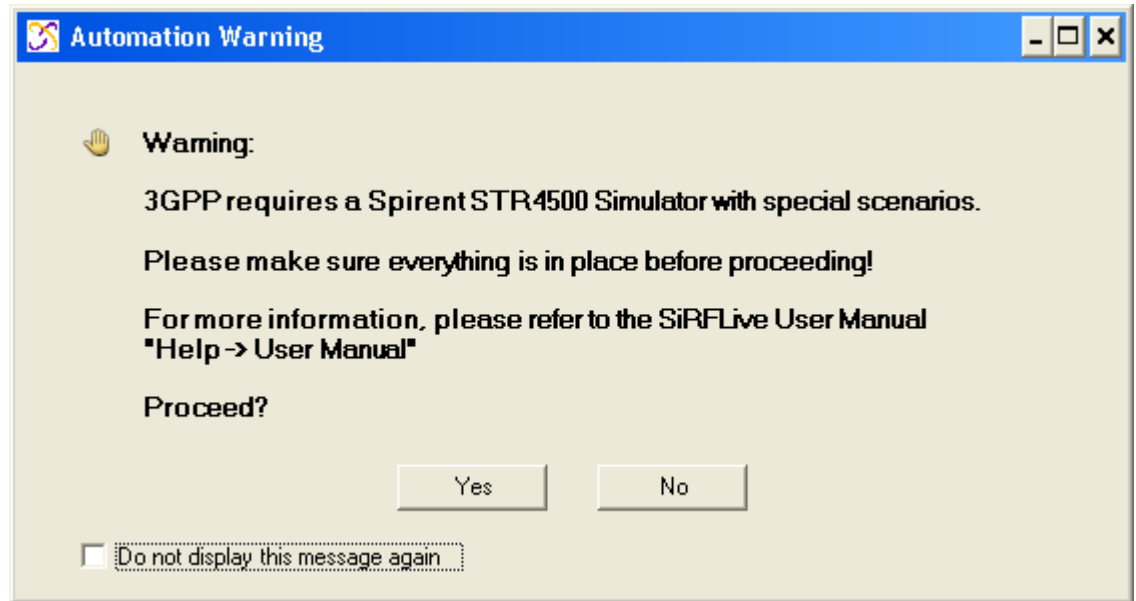 Automation Warning
Warning:
3GPP requires a Spirent STR4500 Simulator with special scenarios.
Please make sure everything is in place before proceeding!
For more information, please refer to the SiRFLive User Manual
"Help -> User Manual"
Proceed?
Yes No
Do not display this message again